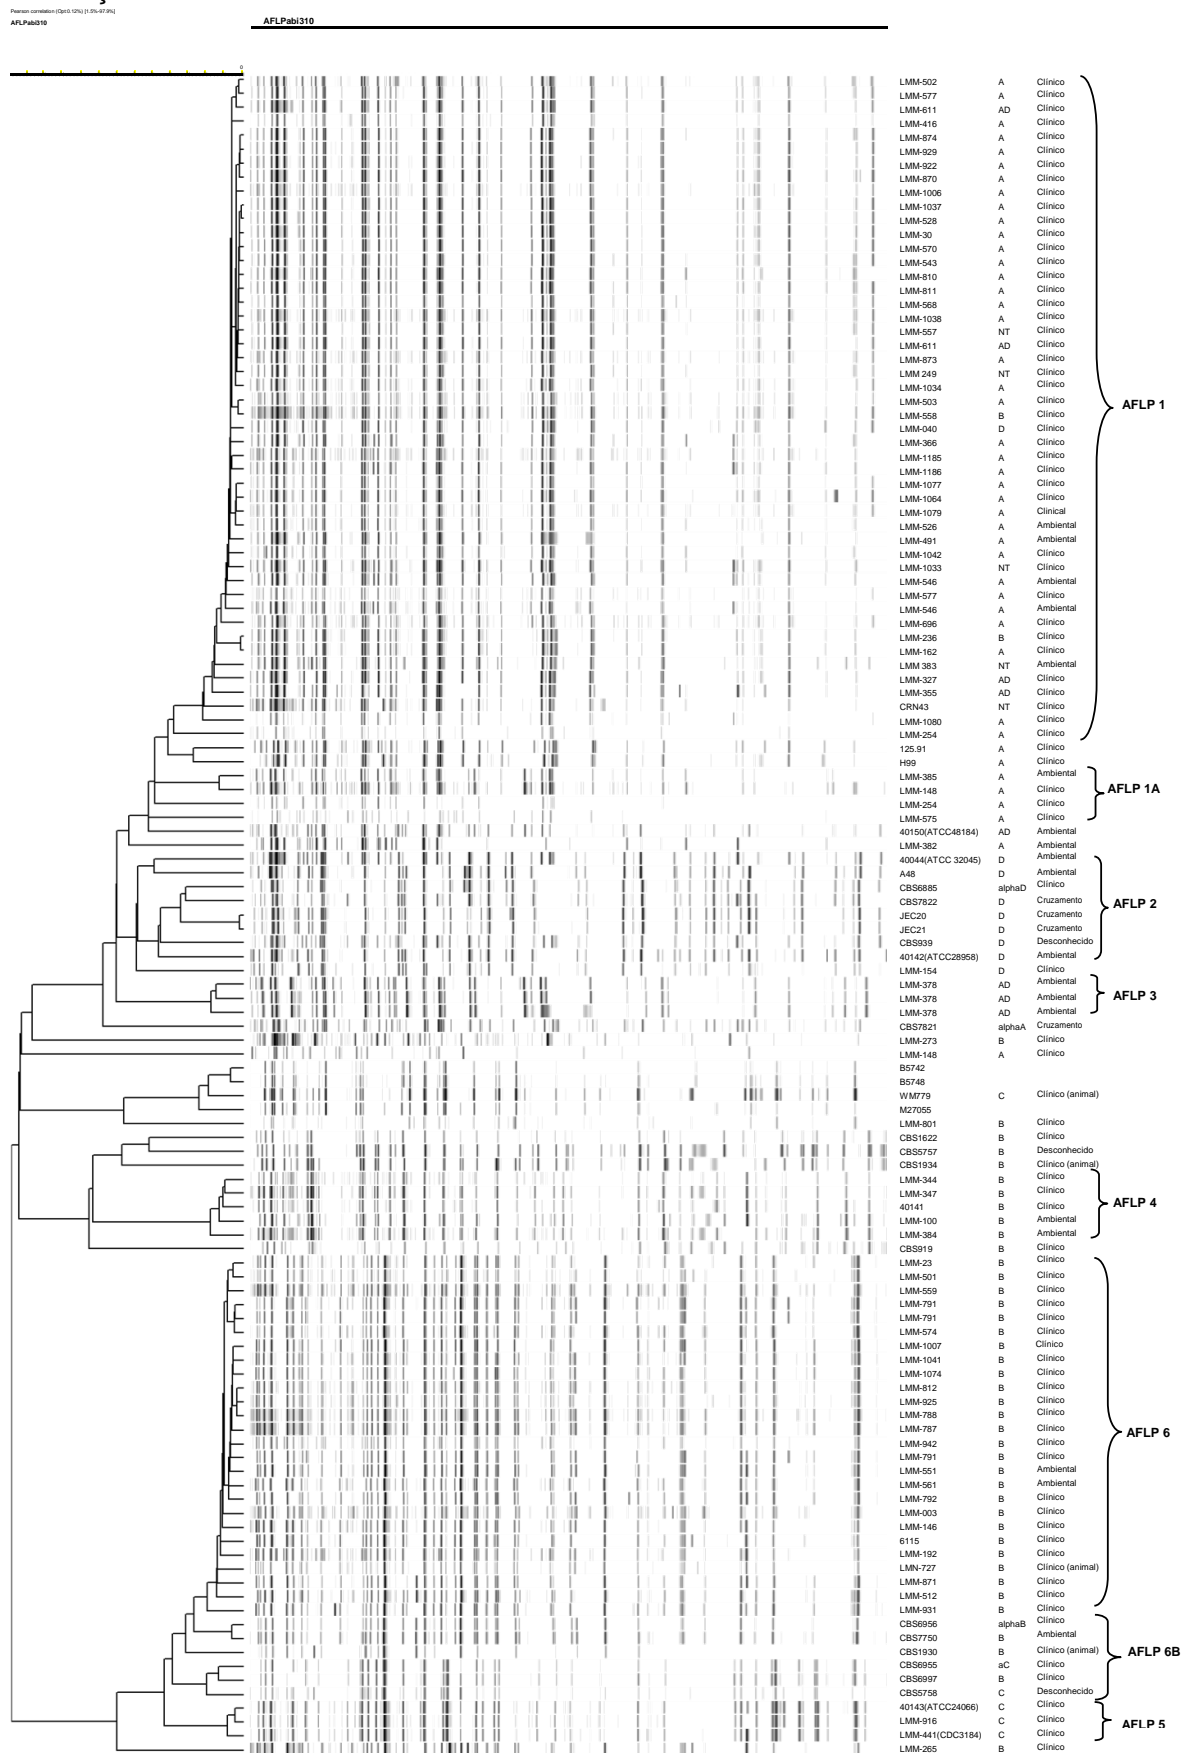 Pearson correlation (Opt:0.12%) [1.5%-97.9%]
AFLPabi310 AFLPabi310
LMM-502 A Clínico
LMM-577 A Clínico
LMM-611 AD Clínico
LMM-416 A Clínico
LMM-874 A Clínico
LMM-929 A Clínico
LMM-922 A Clínico
LMM-870 A Clínico
LMM-1006 A Clínico
LMM-1037 A Clínico
LMM-528 A Clínico
LMM-30 A Clínico
LMM-570 A Clínico
LMM-543 A Clínico
LMM-810 A Clínico
LMM-811 A Clínico
LMM-568 A Clínico
LMM-1038 A Clínico
LMM-557 NT Clínico
LMM-611 AD Clínico
LMM-873 A Clínico
LMM 249 NT Clínico
LMM-1034 A Clínico
LMM-503 A Clínico
AFLP 1
LMM-558 B Clínico
LMM-040 D Clínico
LMM-366 A Clínico
LMM-1185 A Clínico
LMM-1186 A Clínico
LMM-1077 A Clínico
LMM-1064 A Clínico
LMM-1079 A Clinical
LMM-526 A Ambiental
LMM-491 A Ambiental
LMM-1042 A Clínico
LMM-1033 NT Clínico
LMM-546 A Ambiental
LMM-577 A Clínico
LMM-546 A Ambiental
LMM-696 A Clínico
LMM-236 B Clínico
LMM-162 A Clínico
LMM 383 NT Ambiental
LMM-327 AD Clínico
LMM-355 AD Clínico
CRN43 NT Clínico
LMM-1080 A Clínico
LMM-254 A Clínico
125.91 A Clínico
H99 A Clínico
LMM-385 A Ambiental
LMM-148 A Clínico AFLP 1A
LMM-254 A Clínico
LMM-575 A Clínico
40150(ATCC48184) AD Ambiental
LMM-382 A Ambiental
40044(ATCC 32045) D Ambiental
A48 D Ambiental
CBS6885 alphaD Clínico
CBS7822 D Cruzamento AFLP 2
JEC20 D Cruzamento
JEC21 D Cruzamento
CBS939 D Desconhecido
40142(ATCC28958) D Ambiental
LMM-154 D Clínico
LMM-378 AD Ambiental
LMM-378 AD Ambiental AFLP 3
LMM-378 AD Ambiental
CBS7821 alphaA Cruzamento
LMM-273 B Clínico
LMM-148 A Clínico
B5742
B5748
WM779 C Clínico (animal)
M27055
LMM-801 B Clínico
CBS1622 B Clínico
CBS5757 B Desconhecido
CBS1934 B Clínico (animal)
LMM-344 B Clínico
LMM-347 B Clínico
40141 B Clínico AFLP 4
LMM-100 B Ambiental
LMM-384 B Ambiental
CBS919 B Clínico
LMM-23 B Clínico
LMM-501 B Clínico
LMM-559 B Clínico
LMM-791 B Clínico
LMM-791 B Clínico
LMM-574 B Clínico
LMM-1007 B Clínico
LMM-1041 B Clínico
LMM-1074 B Clínico
LMM-812 B Clínico
LMM-925 B Clínico
LMM-788 B Clínico
LMM-787 B Clínico AFLP 6
LMM-942 B Clínico
LMM-791 B Clínico
LMM-551 B Ambiental
LMM-561 B Ambiental
LMM-792 B Clínico
LMM-003 B Clínico
LMM-146 B Clínico
6115 B Clínico
LMM-192 B Clínico
LMN-727 B Clínico (animal)
LMM-871 B Clínico
LMM-512 B Clínico
LMM-931 B Clínico
CBS6956 alphaB Clínico
CBS7750 B Ambiental
CBS1930 B Clínico (animal) AFLP 6B
CBS6955 aC Clínico
CBS6997 B Clínico
CBS5758 C Desconhecido
40143(ATCC24066) C Clínico
LMM-916 C Clínico AFLP 5
LMM-441(CDC3184) C Clínico
LMM-265 B Clínico